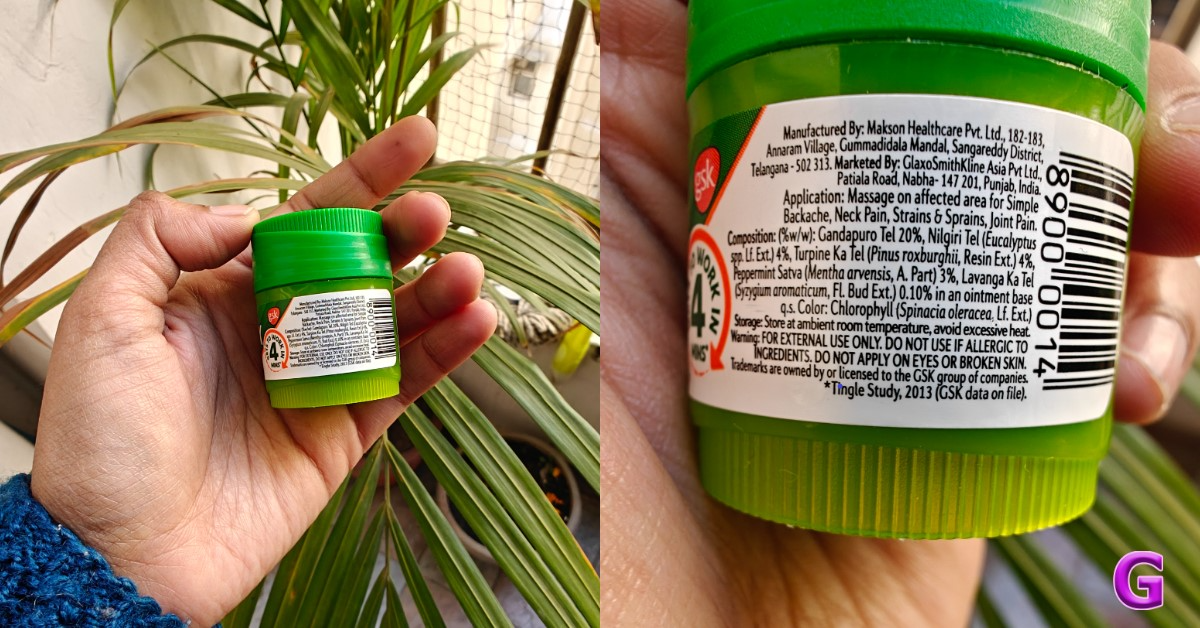 Manufactured By: Makson Healthcare Pvt. Ltd., 182-183,
Annaram Village, Gummadidala Mandal, Sangareddy District,
Telangana - 502 313. Marketed By: GlaxoSmithKline Asia Pvt Ltd.,
Patiala Road, Nabha- 147 201, Punjab, India.
Application: Massage on affected area for Simple
Backache, Neck Pain, Strains & Sprains, Joint Pain.
Composition: (%w/w): Gandapuro Tel 20%, Nilgiri Tel (Eucalyptus
spp. Lf. Ext.) 4%, Turpine Ka Tel (Pinus roxburghii, Resin Ext.) 4%,
Peppermint Satva (Mentha arvensis, A. Part) 3%, Lavanga Ka Tel
(Syzygium aromaticum, Fl. Bud Ext.) 0.10% in an ointment base
q.s. Color: Chlorophyll (Spinacia oleracea, Lf. Ext.)
Storage: Store at ambient room temperature, avoid excessive heat.
Warning: FOR EXTERNAL USE ONLY. DO NOT USE IF ALLERGIC TO
INGREDIENTS. DO NOT APPLY ON EYES OR BROKEN SKIN.
Trademarks are owned by or licensed to the GSK group of companies.
*Tingle Study, 2013 (GSK data on file).
gsk
WORK IN
4
MINS*
8900 0014
G